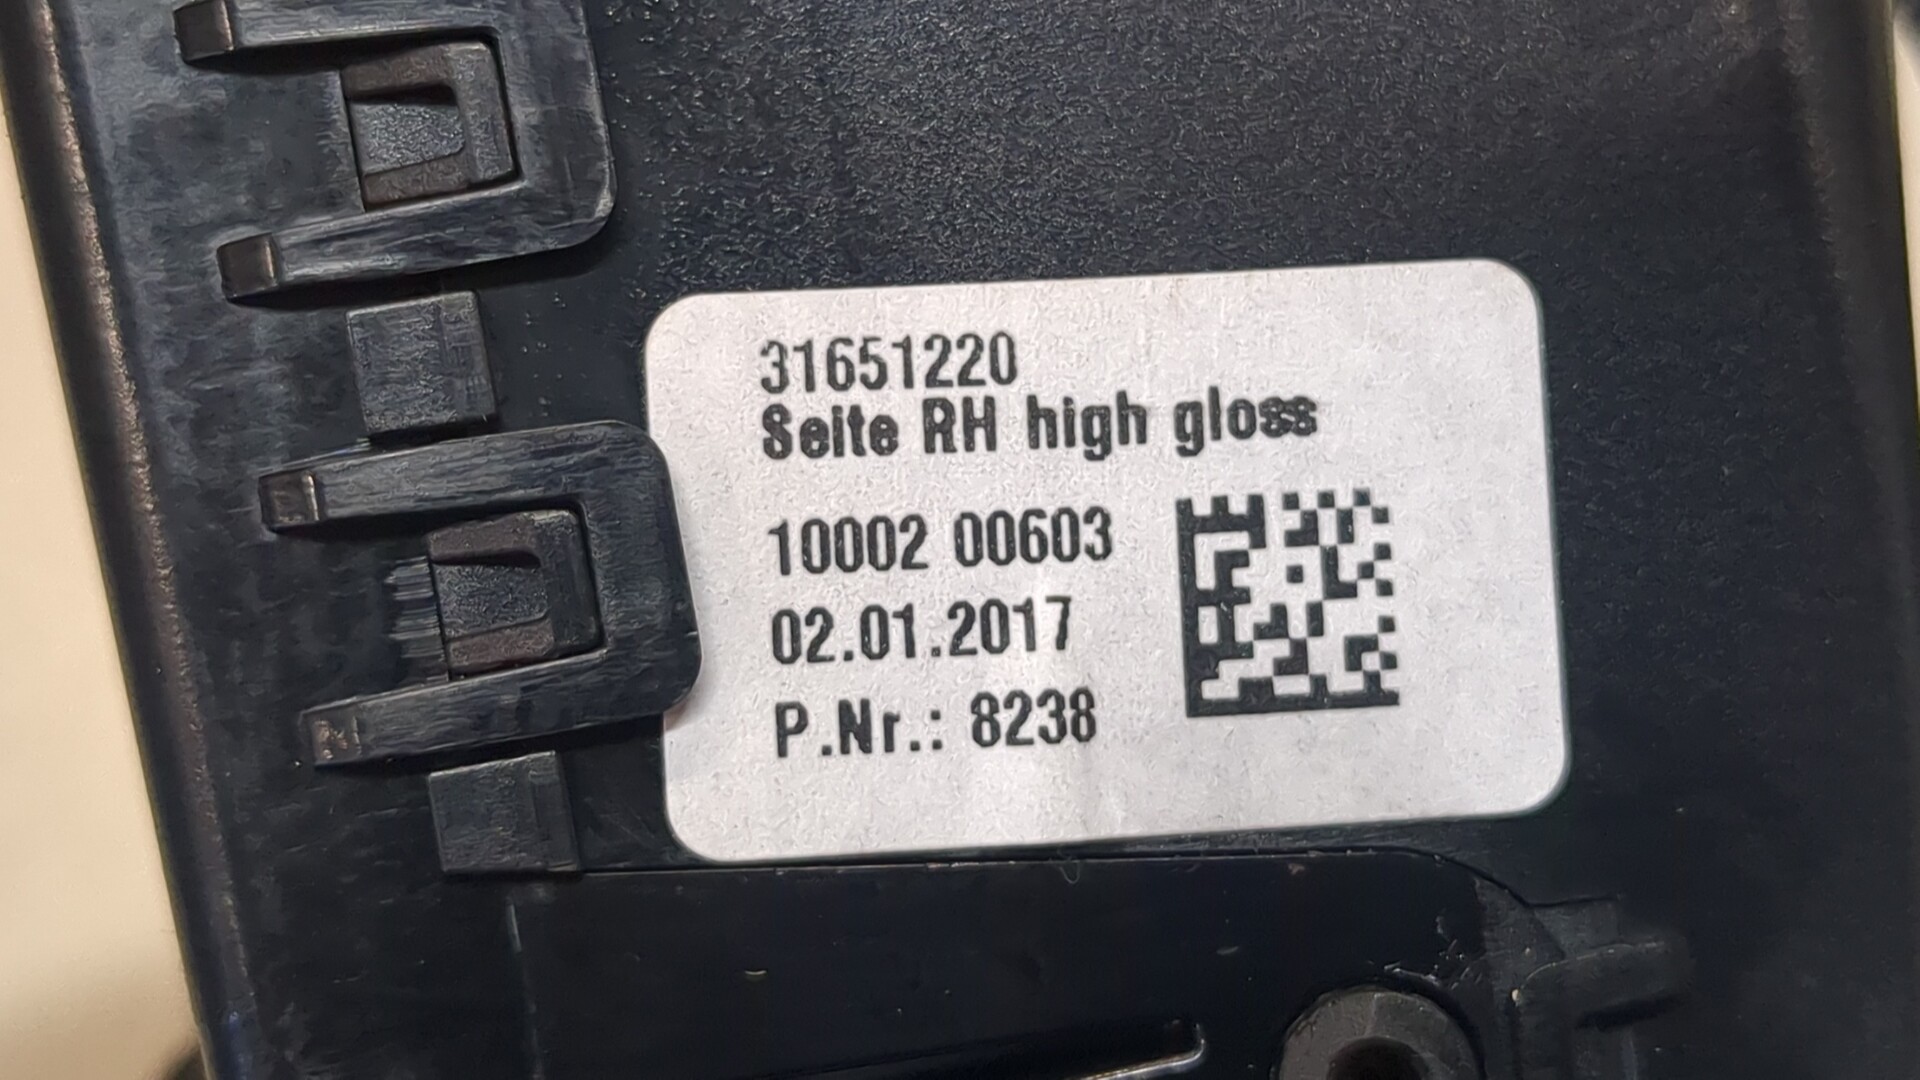 31651220
Seite RH high gloss
10002 00603
02.01.2017
P.Nr.: 8238